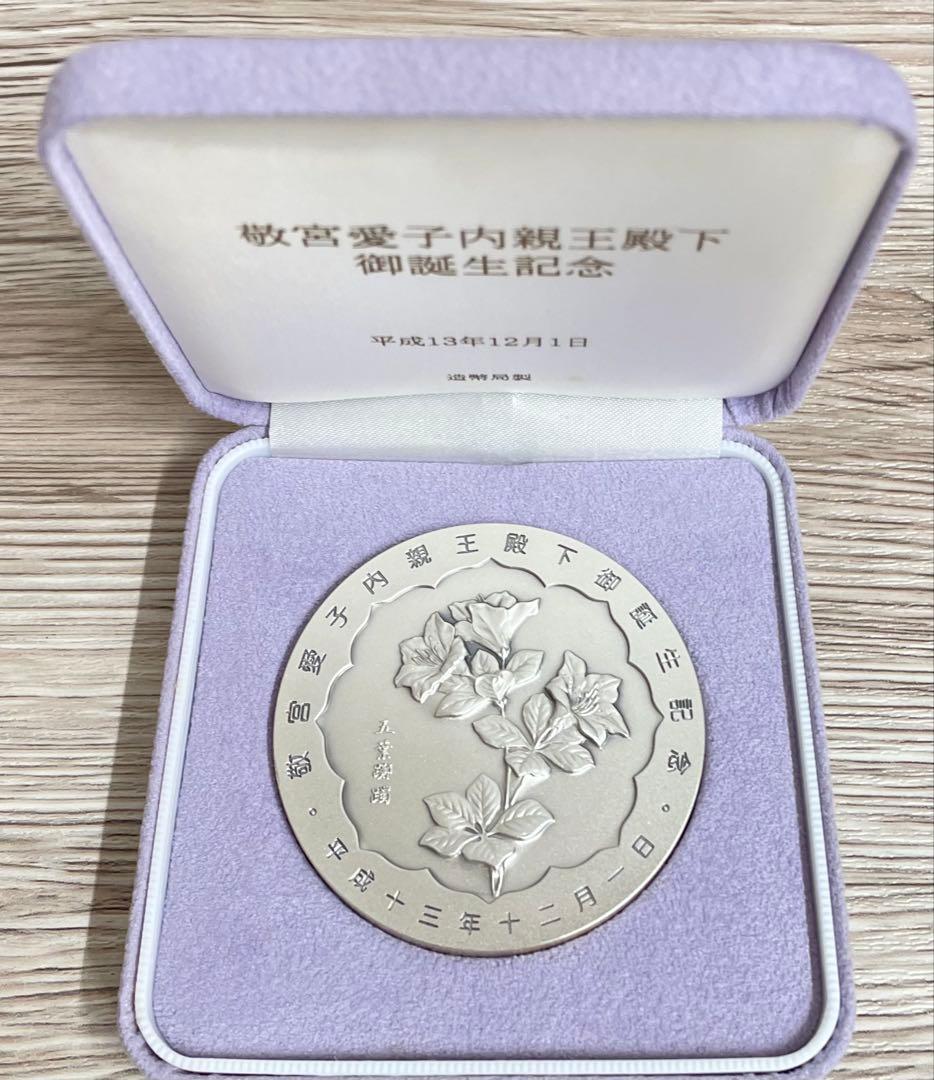 敬宮愛子内親王殿下
御誕生記念
平成13年12月1日
造幣局製
敬宮愛子内親王殿下御誕生記念
五葉躑躅
・平成十三年十二月一日・